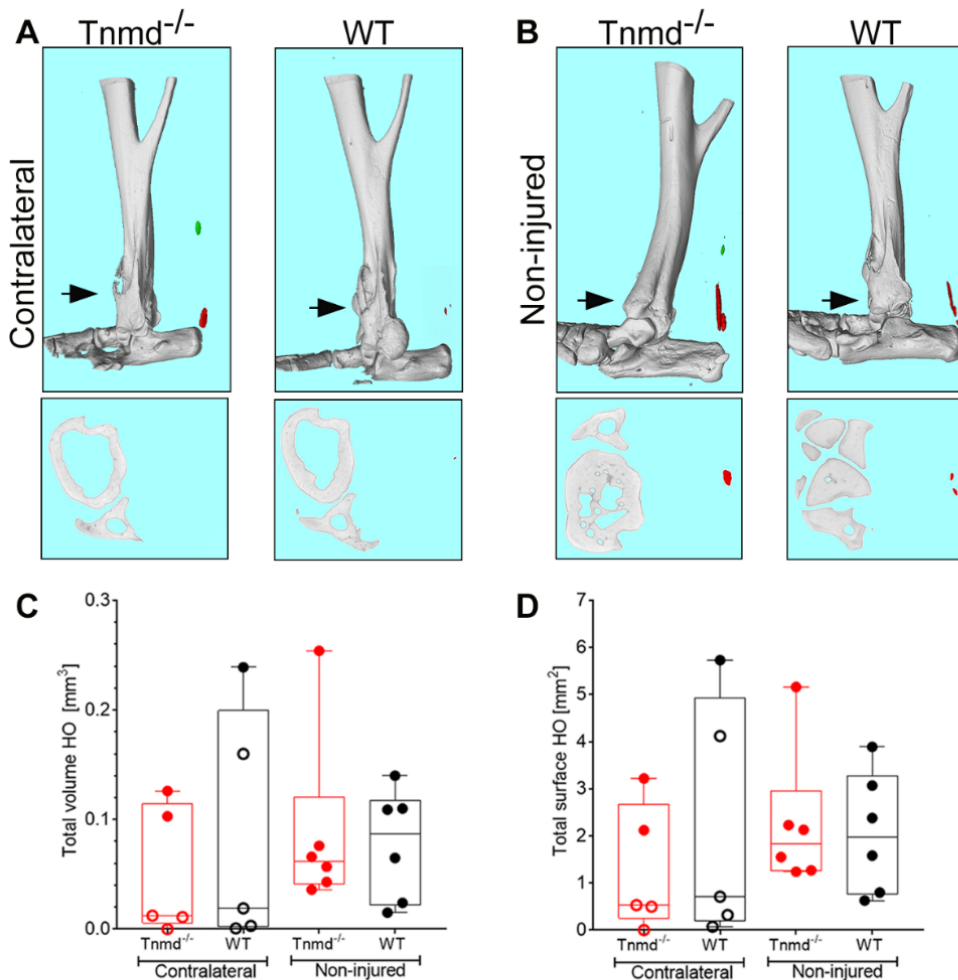 A
Tnmd-/-
WT
Contralateral
B
Tnmd-/-
WT
Non-injured
C
Total volume HO [mm3]
0.3
0.2
0.1
0.0
Tnmd-/-
WT
Tnmd-/-
WT
Contralateral
Non-injured
D
Total surface HO [mm2]
7
6
5
4
3
2
1
0
Tnmd-/-
WT
Tnmd-/-
WT
Contralateral
Non-injured